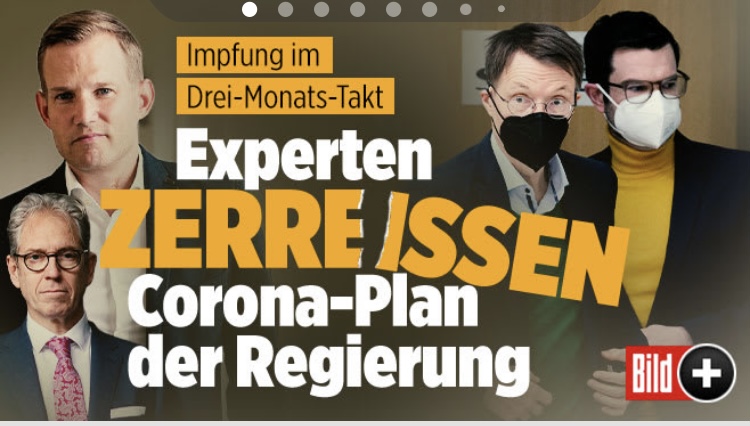 Impfung im
Drei-Monats-Takt
Experten
ZERREISSEN
Corona-Plan
der Regierung
Bild +